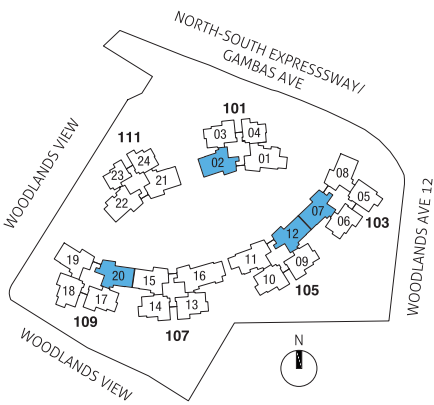 NORTH-SOUTH EXPRESSSWAY/
GAMBAS AVE
101
03 04
02 01
111
24
23 21
22
WOODLANDS VIEW
08
07 05
06
103
WOODLANDS AVE 12
12
11 09
10
105
19
20 15 16
18 17 14 13
109
107
WOODLANDS VIEW
N